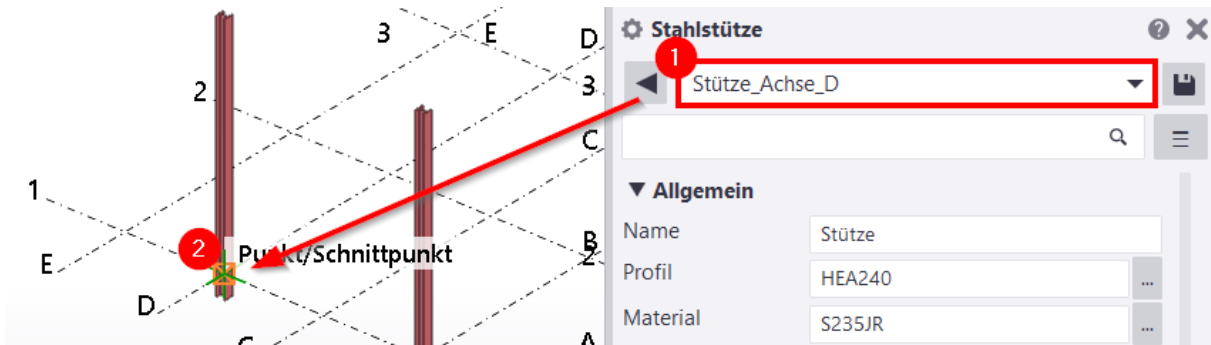 3
E
D
2
3
C
1
2
Punkt/Schnittpunkt
B
2
E
D
C
A
Stahlstütze
1
Stütze_Achse_D
▼ Allgemein
Name
Stütze
Profil
HEA240
...
Material
S235JR
...